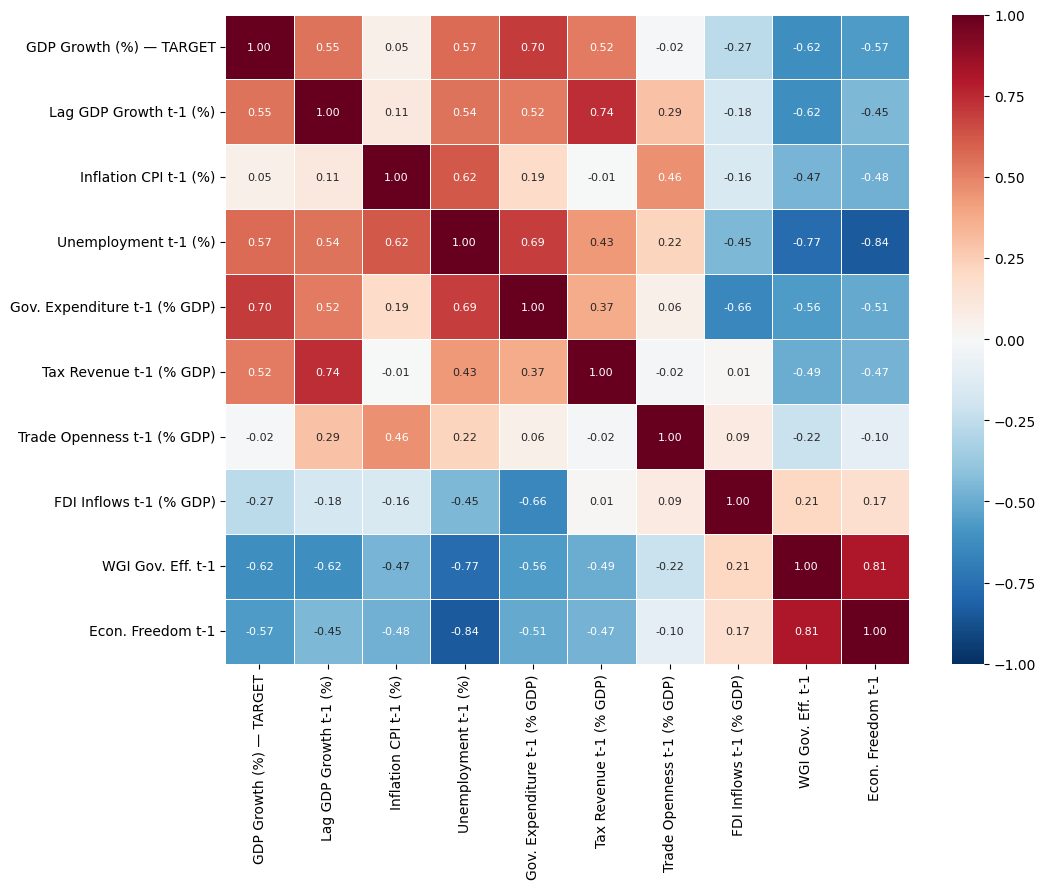 GDP Growth (%) — TARGET 1.00 0.55 0.05 0.57 0.70 0.52 -0.02 -0.27 -0.62 -0.57
Lag GDP Growth t-1 (%) 0.55 1.00 0.11 0.54 0.52 0.74 0.29 -0.18 -0.62 -0.45
Inflation CPI t-1 (%) 0.05 0.11 1.00 0.62 0.19 -0.01 0.46 -0.16 -0.47 -0.48
Unemployment t-1 (%) 0.57 0.54 0.62 1.00 0.69 0.43 0.22 -0.45 -0.77 -0.84
Gov. Expenditure t-1 (% GDP) 0.70 0.52 0.19 0.69 1.00 0.37 0.06 -0.66 -0.56 -0.51
Tax Revenue t-1 (% GDP) 0.52 0.74 -0.01 0.43 0.37 1.00 -0.02 0.01 -0.49 -0.47
Trade Openness t-1 (% GDP) -0.02 0.29 0.46 0.22 0.06 -0.02 1.00 0.09 -0.22 -0.10
FDI Inflows t-1 (% GDP) -0.27 -0.18 -0.16 -0.45 -0.66 0.01 0.09 1.00 0.21 0.17
WGI Gov. Eff. t-1 -0.62 -0.62 -0.47 -0.77 -0.56 -0.49 -0.22 0.21 1.00 0.81
Econ. Freedom t-1 -0.57 -0.45 -0.48 -0.84 -0.51 -0.47 -0.10 0.17 0.81 1.00
GDP Growth (%) — TARGET
Lag GDP Growth t-1 (%)
Inflation CPI t-1 (%)
Unemployment t-1 (%)
Gov. Expenditure t-1 (% GDP)
Tax Revenue t-1 (% GDP)
Trade Openness t-1 (% GDP)
FDI Inflows t-1 (% GDP)
WGI Gov. Eff. t-1
Econ. Freedom t-1
1.00
0.75
0.50
0.25
0.00
−0.25
−0.50
−0.75
−1.00